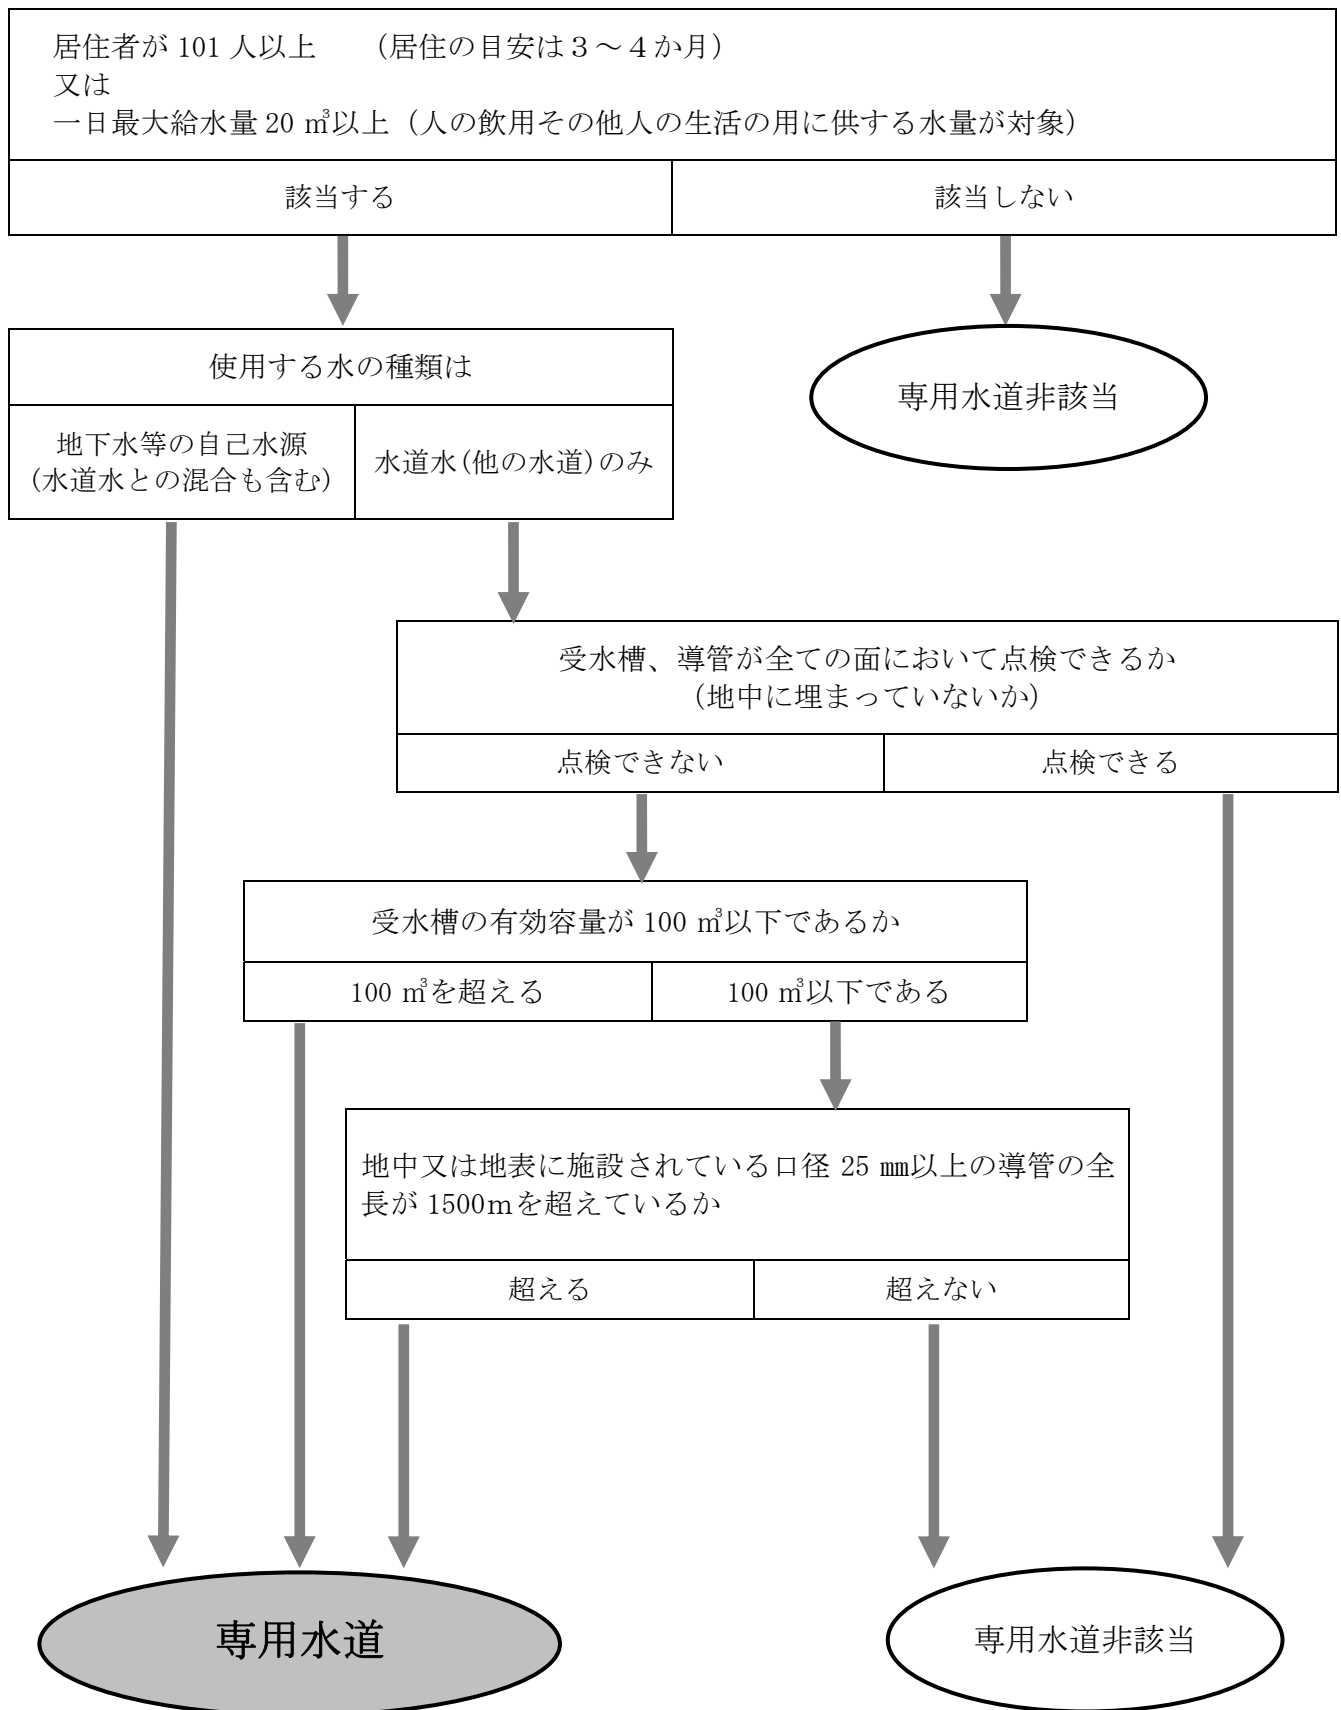 居住者が 101 人以上　　（居住の目安は３～４か月）
又は
一日最大給水量 20 ㎥以上（人の飲用その他人の生活の用に供する水量が対象）
該当する
該当しない
使用する水の種類は
専用水道非該当
地下水等の自己水源
（水道水との混合も含む）
水道水(他の水道)のみ
受水槽、導管が全ての面において点検できるか
（地中に埋まっていないか）
点検できない
点検できる
受水槽の有効容量が 100 ㎥以下であるか
100 ㎥を超える
100 ㎥以下である
地中又は地表に施設されている口径 25 ㎜以上の導管の全
長が 1500ｍを超えているか
超える
超えない
専用水道
専用水道非該当